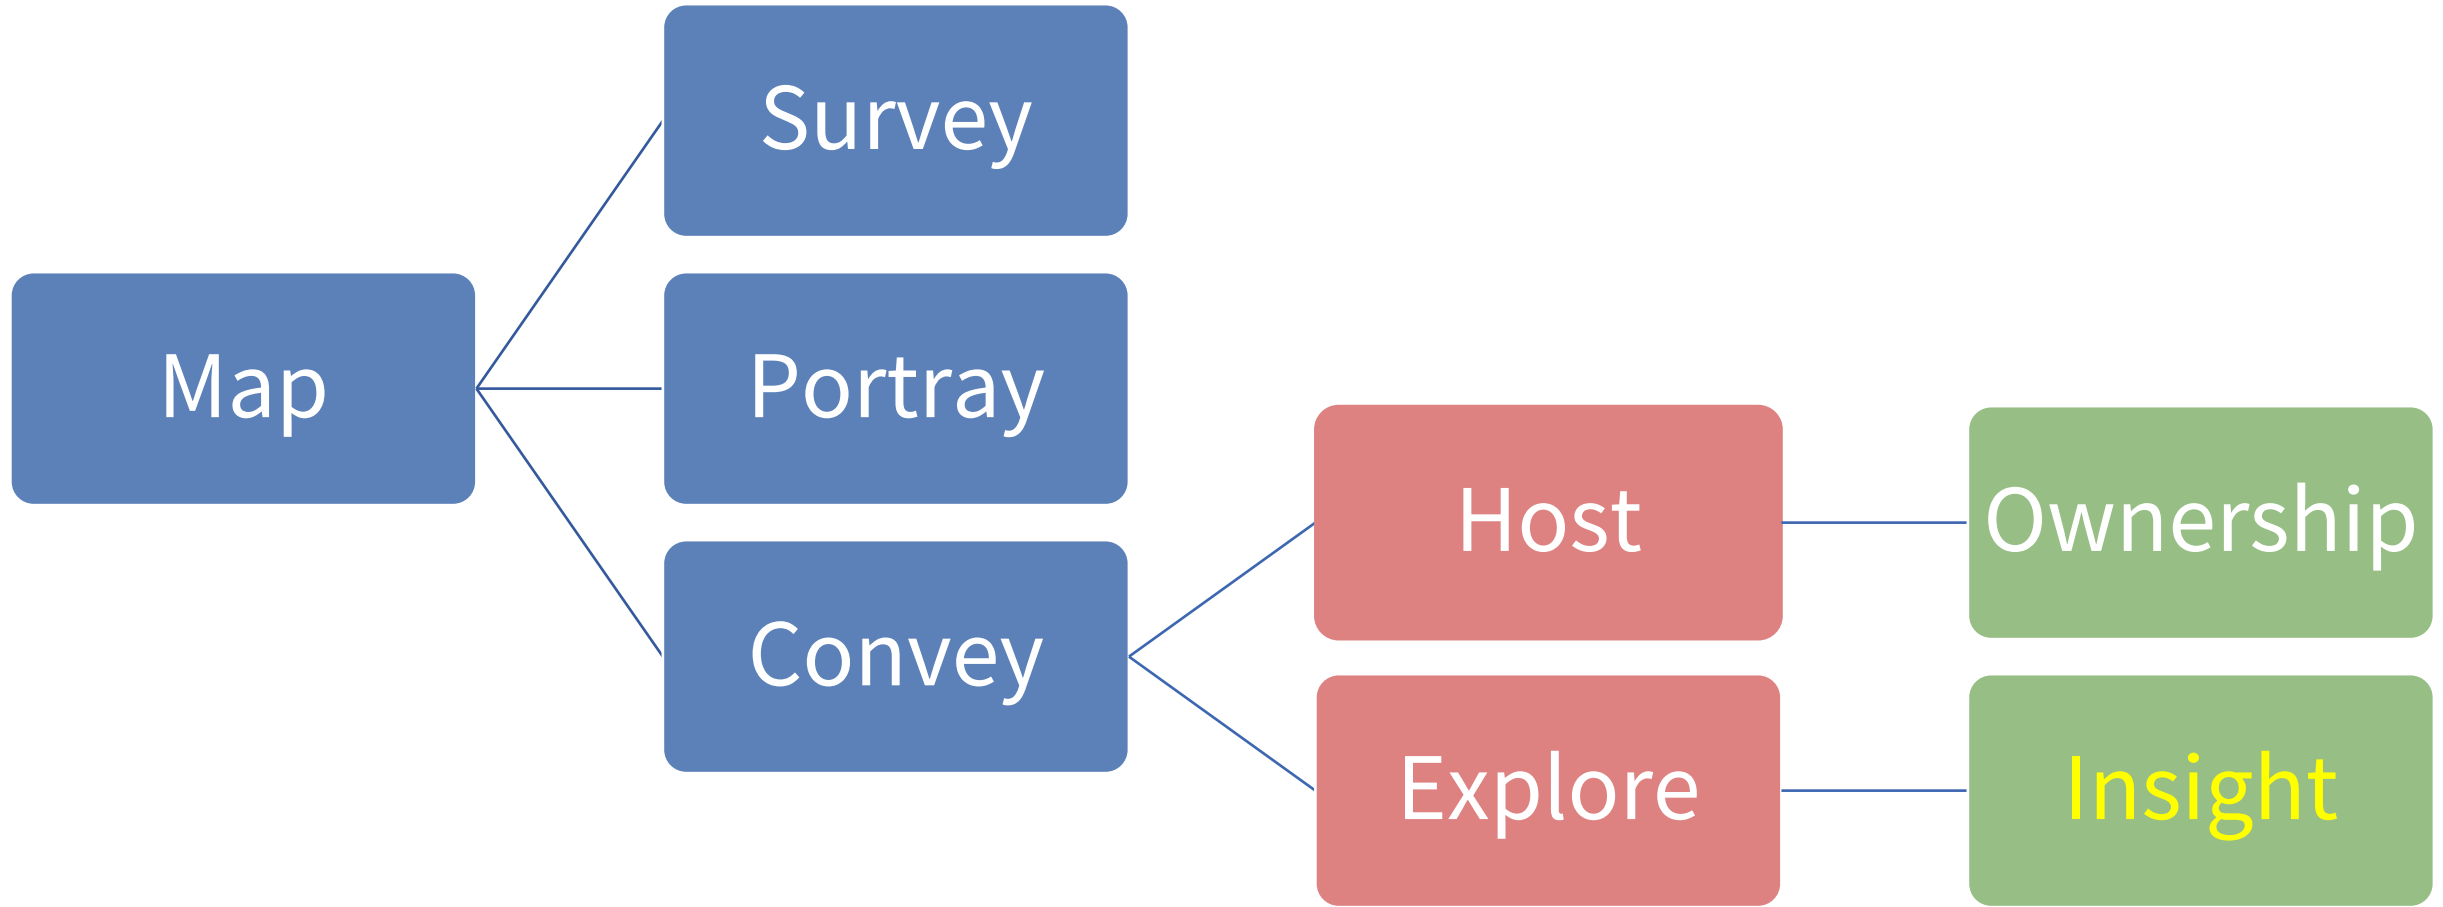 Survey
Map
Portray
Convey
Host
Ownership
Explore
Insight